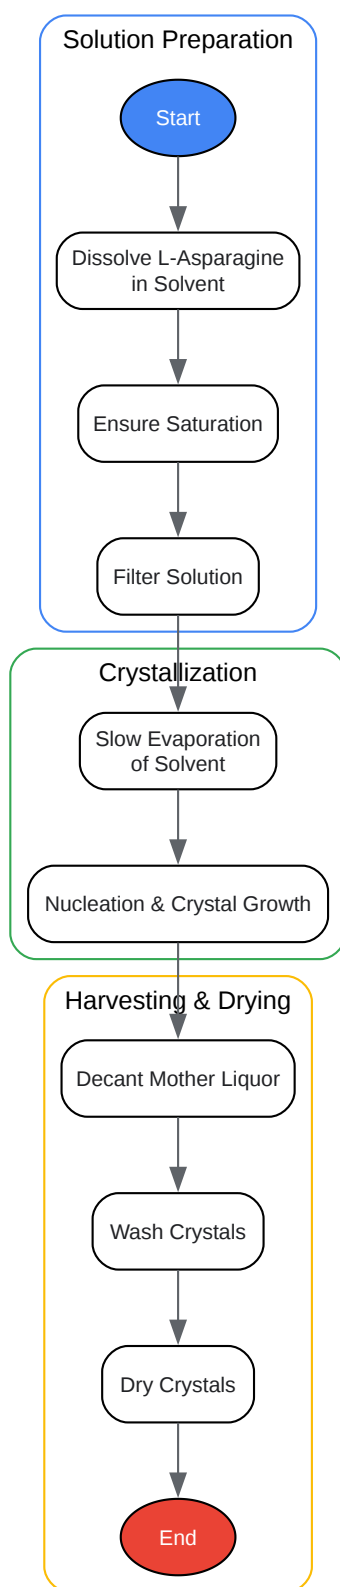 Solution Preparation
Start
Dissolve L-Asparagine
in Solvent
Ensure Saturation
Filter Solution
Crystallization
Slow Evaporation
of Solvent
Nucleation & Crystal Growth
Harvesting & Drying
Decant Mother Liquor
Wash Crystals
Dry Crystals
End